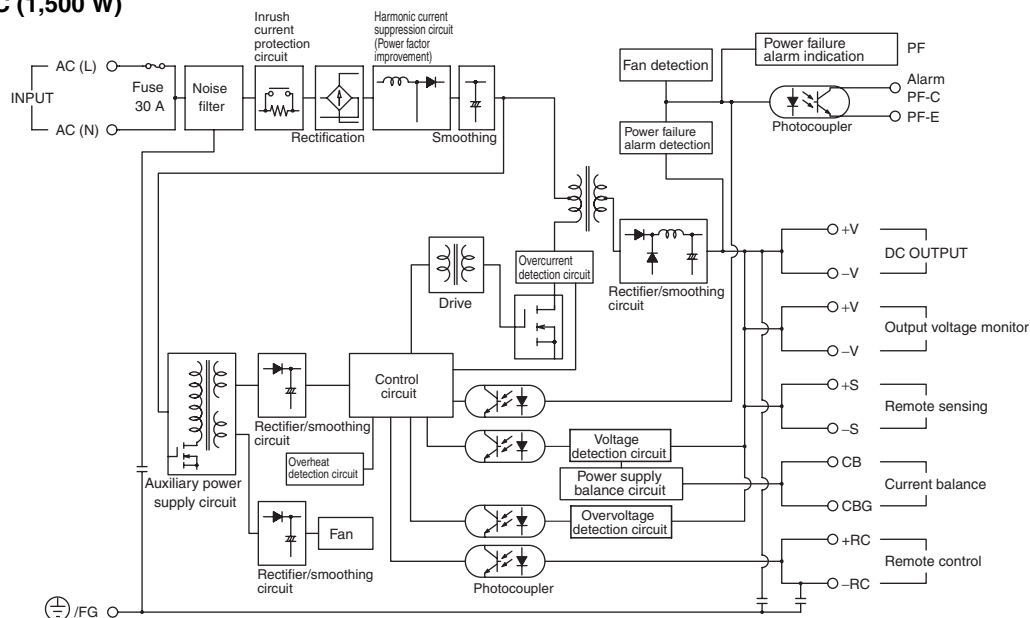 C (1,500 W)
Inrush
current
protection
circuit
Harmonic current
suppression circuit
(Power factor
improvement)
Power failure
alarm indication
PF
Fan detection
AC (L)
INPUT
AC (N)
Fuse
30 A
Noise
filter
Alarm
PF-C
PF-E
Photocoupler
Rectification
Smoothing
Power failure
alarm detection
Drive
Overcurrent
detection circuit
Rectifier/smoothing
circuit
+V
DC OUTPUT
−V
+V
Output voltage monitor
−V
Control
circuit
Rectifier/smoothing
circuit
+S
Remote sensing
−S
Overheat
detection circuit
Voltage
detection circuit
Power supply
balance circuit
CB
Current balance
CBG
Auxiliary power
supply circuit
Overvoltage
detection circuit
Fan
Rectifier/smoothing
circuit
Photocoupler
+RC
Remote control
−RC
/FG